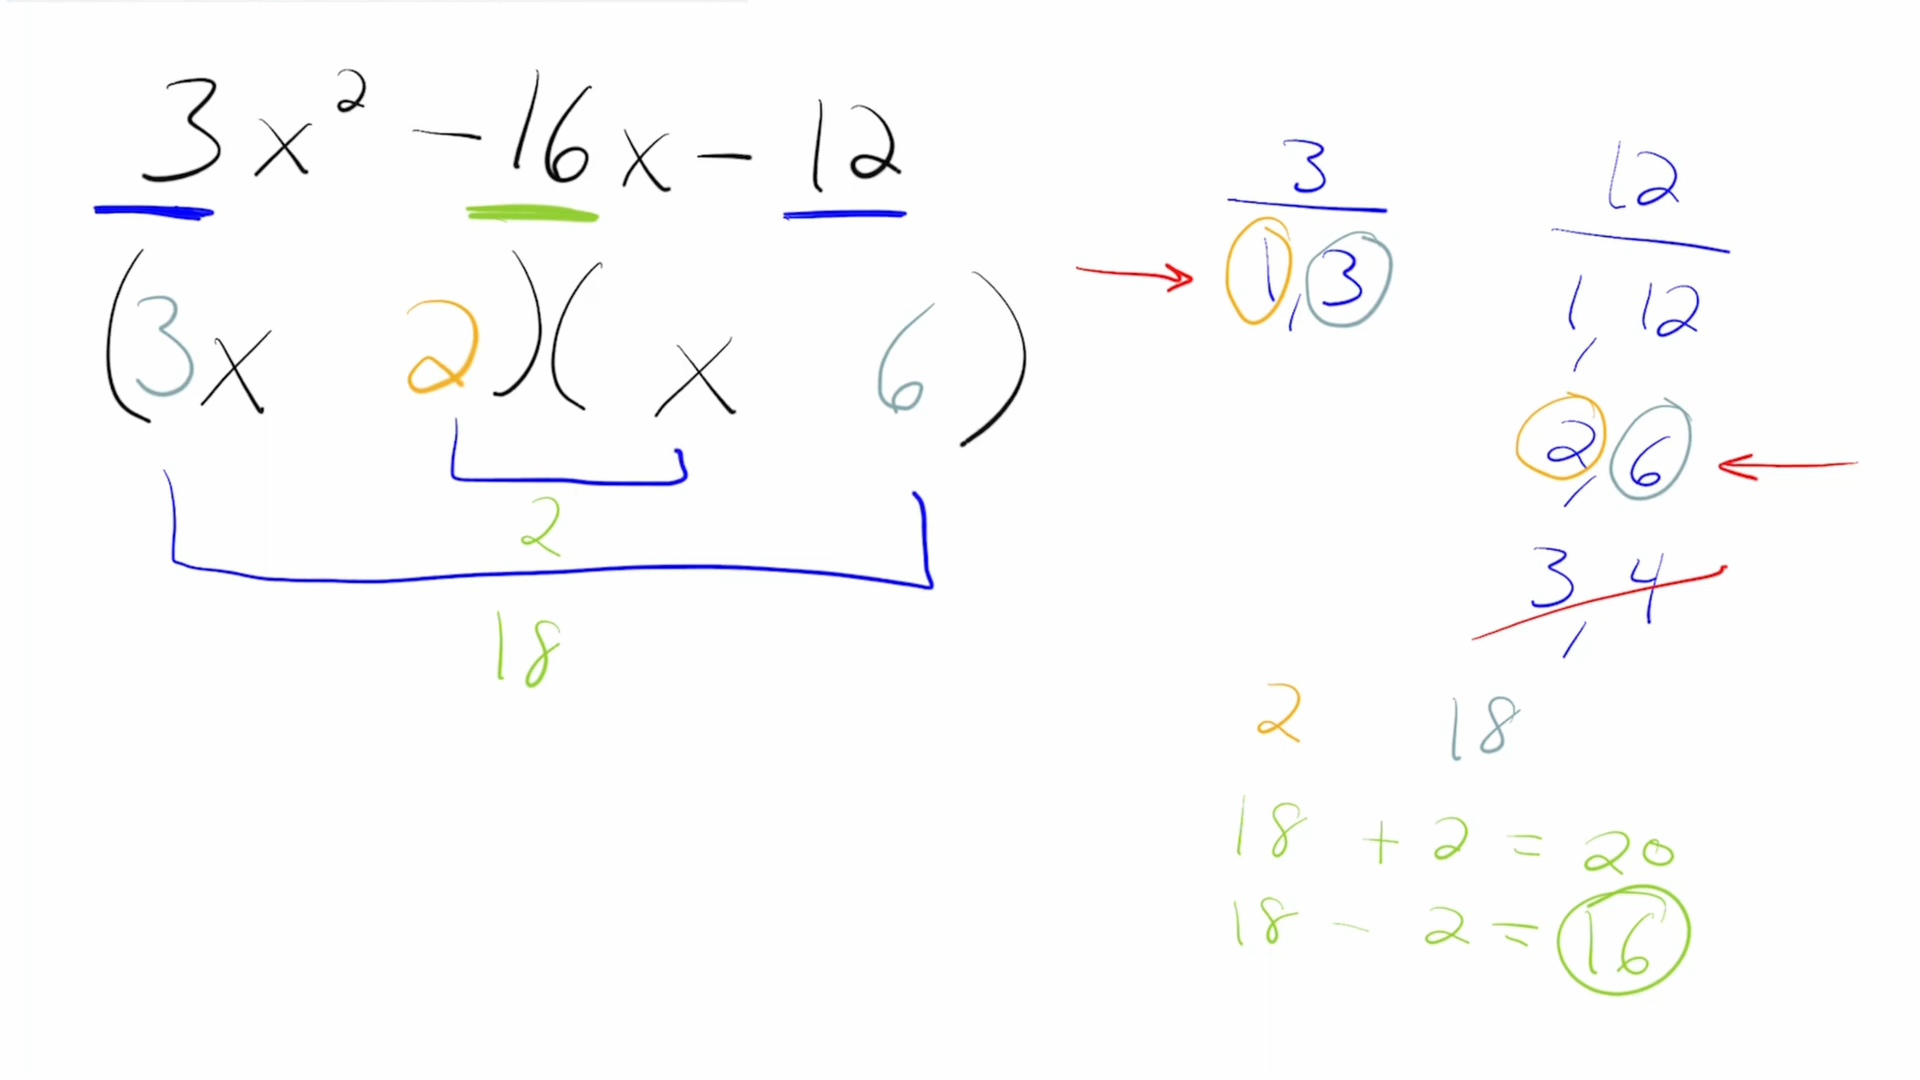 3x² - 16x - 12
(3x 2)(x 6)
2
18
3
1, 3
12
1, 12
2, 6
3, 4
2 18
18 + 2 = 20
18 - 2 = 16